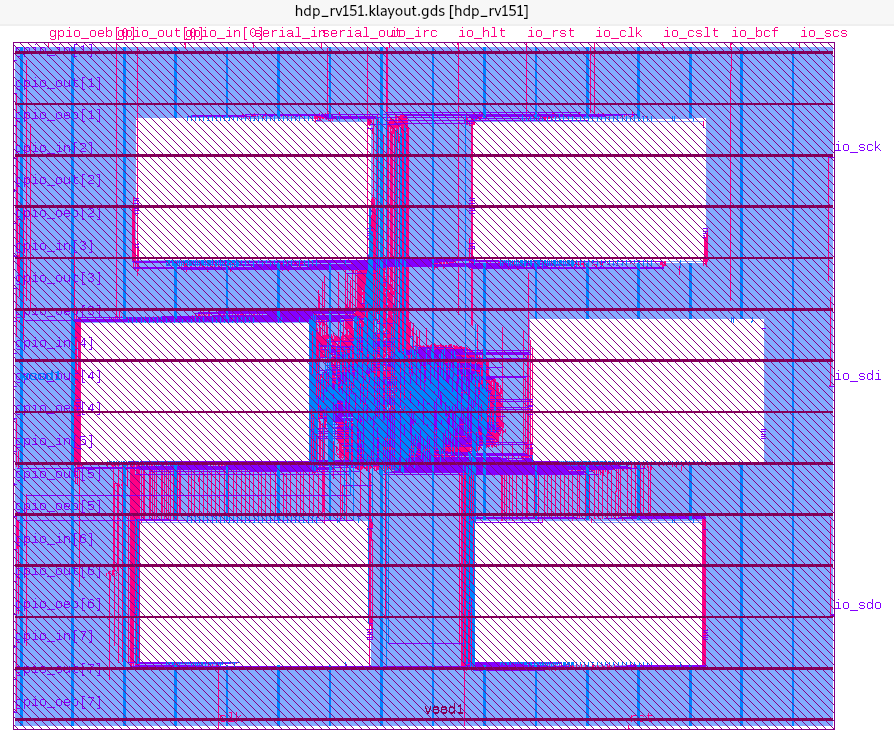 hdp_rv151.klayout.gds [hdp_rv151]
gpio_oeb[0] gpio_out[0] gpio_in[0] serial_in serial_out io_irc io_hlt io_rst io_clk io_cslt io_bcf io_scs
gpio_in[1]
gpio_out[1]
gpio_oeb[1]
gpio_in[2] io_sck
gpio_out[2]
gpio_oeb[2]
gpio_in[3]
gpio_out[3]
gpio_oeb[3]
gpio_in[4]
gpio_out[4] io_sdi
gpio_oeb[4]
gpio_in[5]
gpio_out[5]
gpio_oeb[5]
gpio_in[6]
gpio_out[6]
gpio_oeb[6] io_sdo
gpio_in[7]
gpio_out[7]
gpio_oeb[7]
clk vssd1